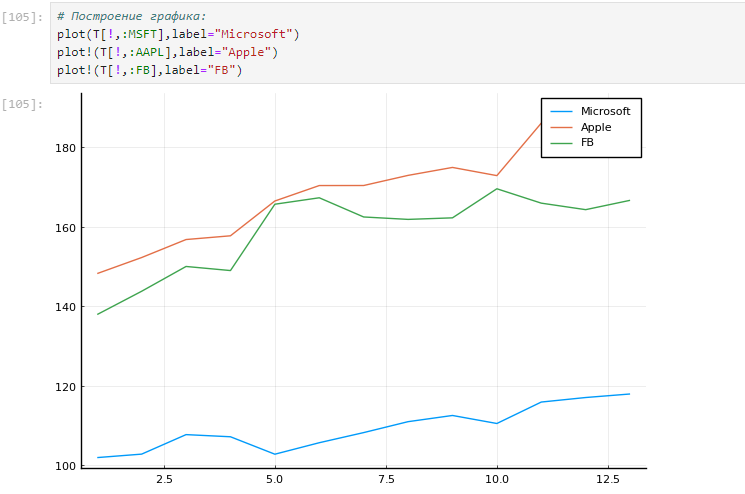 [105]: # Построение графика:
plot(T[!,:MSFT],label="Microsoft")
plot!(T[!,:AAPL],label="Apple")
plot!(T[!,:FB],label="FB")
[105]:
Microsoft
Apple
FB
180
160
140
120
100
2.5 5.0 7.5 10.0 12.5